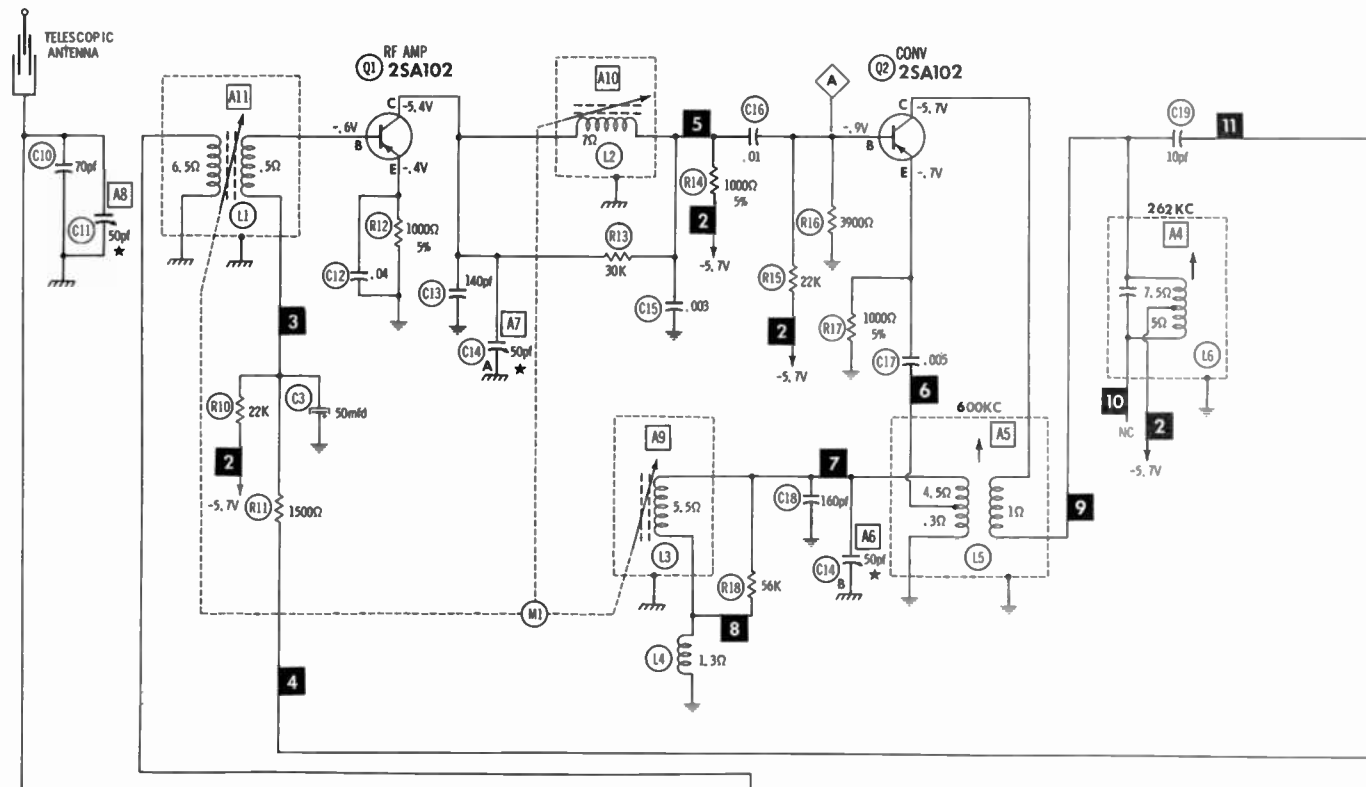 TELESCOPIC
ANTENNA
C10
70pf
A8
C11
50pf
★
A11
6.5Ω
.5Ω
L1
3
R10
22K
C3
50mfd
2
-5.7V
R11
1500Ω
4
RF AMP
Q1 2SA102
C
-5.4V
-.6V
B
E
-.4V
R12
1000Ω
5%
C12
.04
C13
140pf
A7
C14
50pf
A
★
A10
7Ω
L2
R13
30K
C15
.003
5
R14
1000Ω
5%
2
-5.7V
C16
.01
A
R16
3900Ω
R15
22K
2
-5.7V
CONV
Q2 2SA102
C
-5.7V
-.9V
B
E
-.7V
R17
1000Ω
5%
C17
.005
6
600KC
A5
4.5Ω
.3Ω
1Ω
L5
A9
5.5Ω
L3
M1
7
C18
160pf
A6
C14
50pf
B
★
R18
56K
8
L4
1.3Ω
9
C19
10pf
11
262KC
A4
7.5Ω
5Ω
L6
10
NC
2
-5.7V